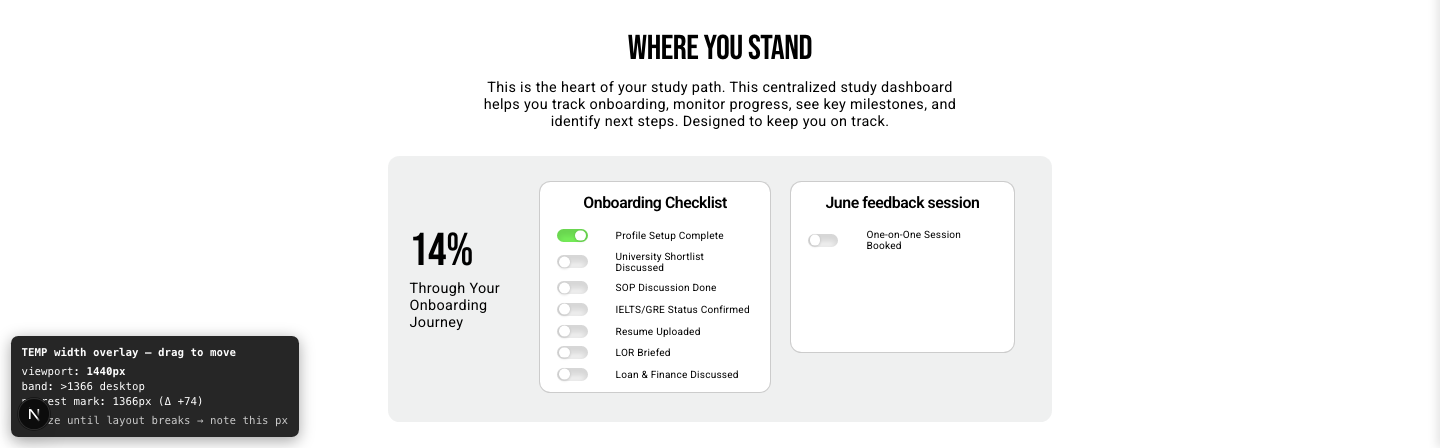 WHERE YOU STAND
This is the heart of your study path. This centralized study dashboard
helps you track onboarding, monitor progress, see key milestones, and
identify next steps. Designed to keep you on track.
14%
Through Your
Onboarding
Journey
Onboarding Checklist
Profile Setup Complete
University Shortlist
Discussed
SOP Discussion Done
IELTS/GRE Status Confirmed
Resume Uploaded
LOR Briefed
Loan & Finance Discussed
June feedback session
One-on-One Session
Booked
TEMP width overlay — drag to move
viewport: 1440px
band: >1366 desktop
mark: 1366px (Δ +74)
until layout breaks → note this px
N